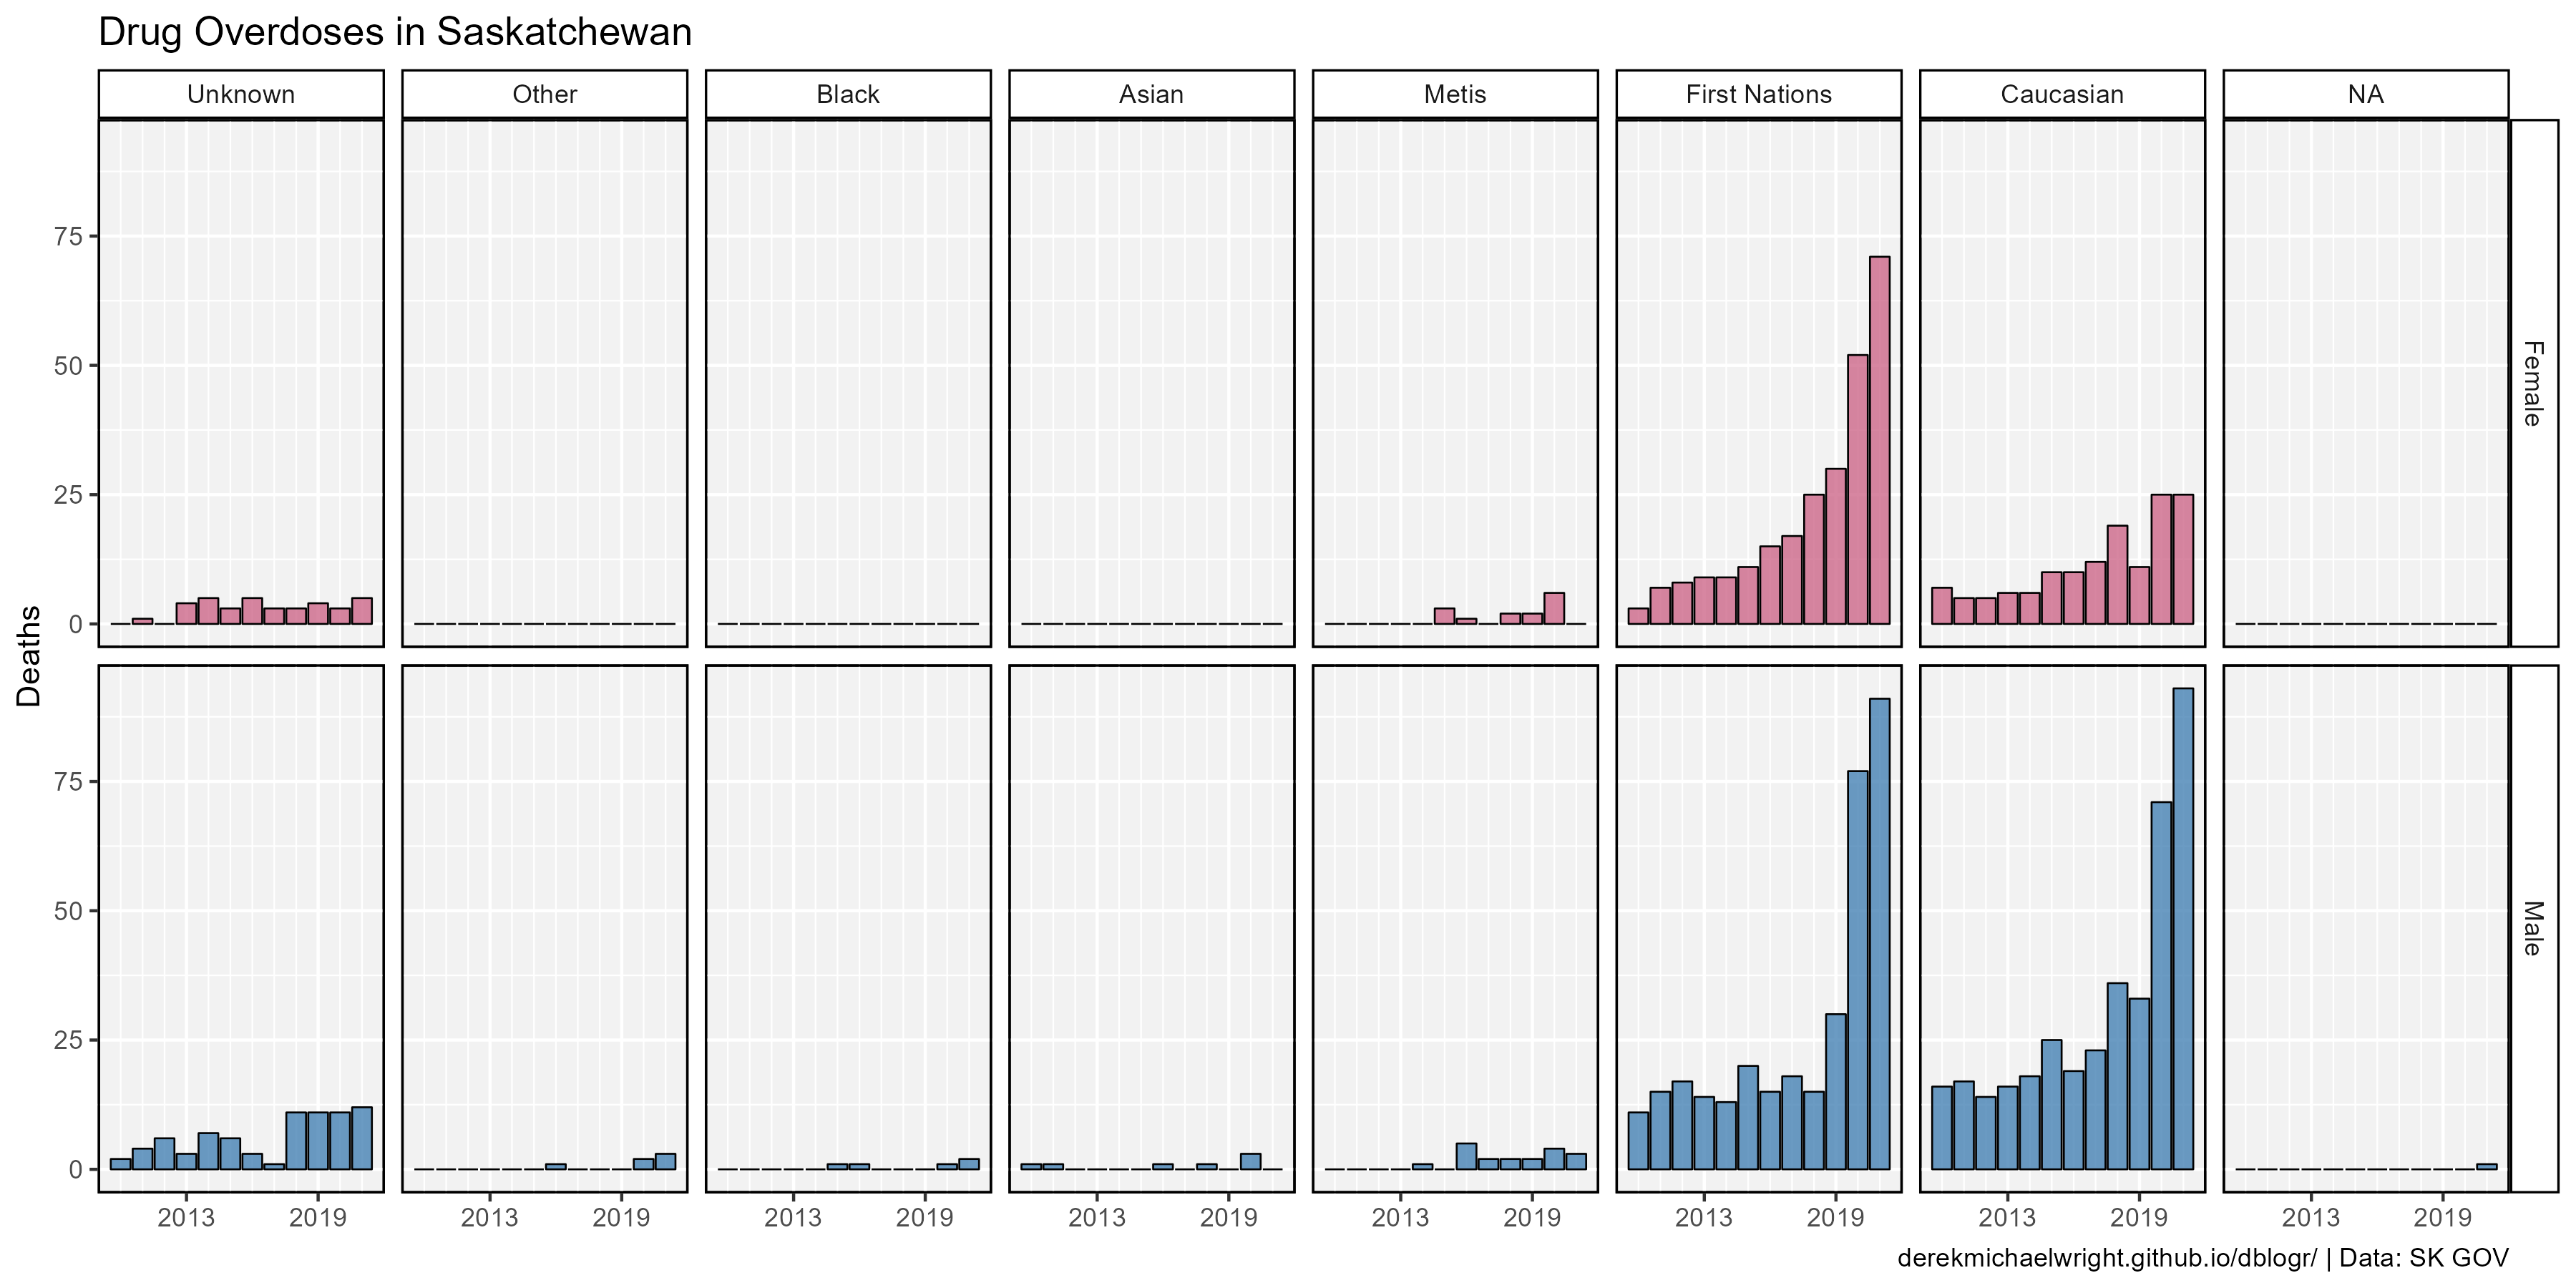 Drug Overdoses in Saskatchewan
Unknown Other Black Asian Metis First Nations Caucasian NA
75
50
25
0
Female
Deaths
75
50
25
0
Male
2013 2019 2013 2019 2013 2019 2013 2019 2013 2019 2013 2019 2013 2019 2013 2019
derekmichaelwright.github.io/dblogr/ | Data: SK GOV